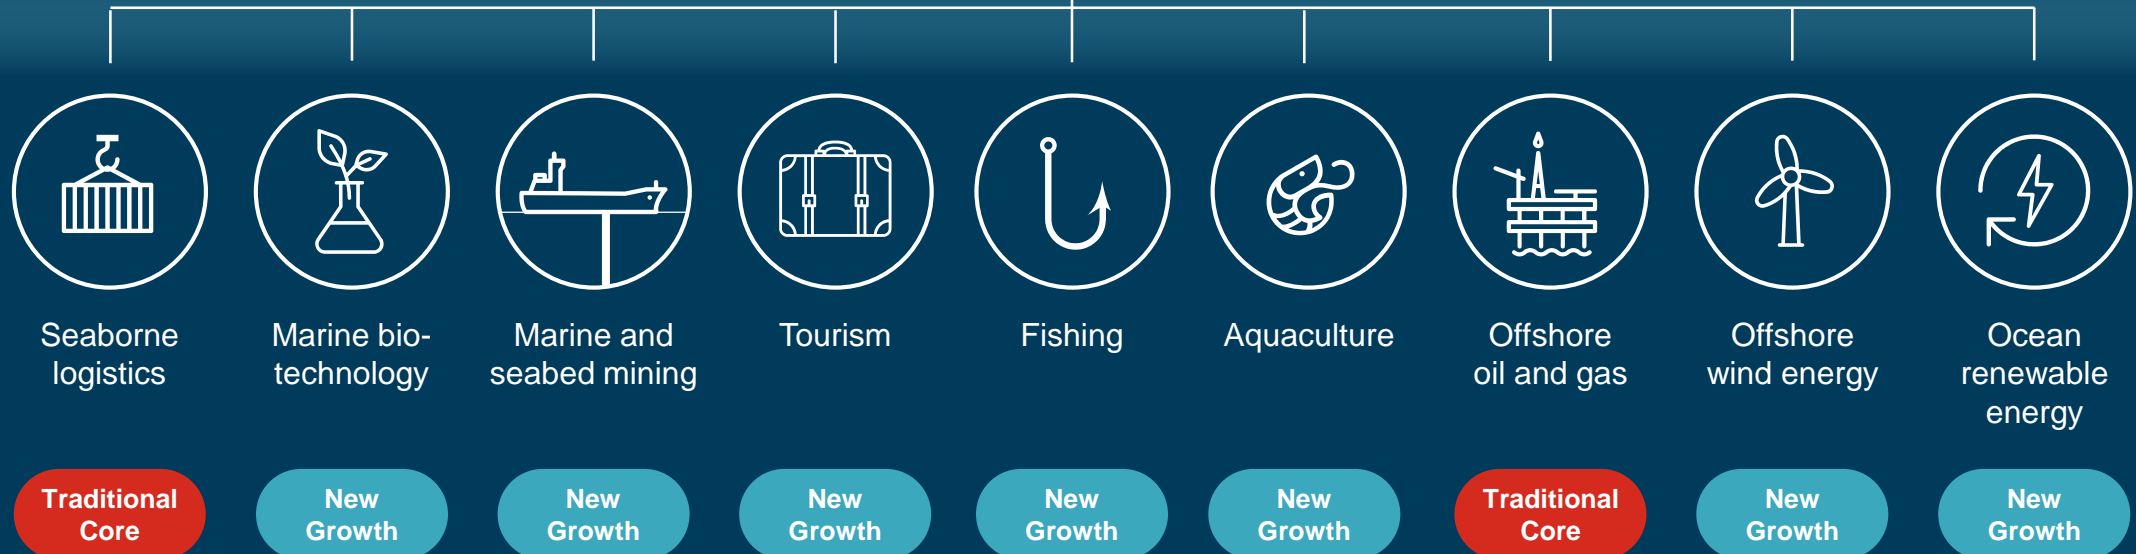 Seaborne
logistics
Marine bio-
technology
Marine and
seabed mining
Tourism
Fishing
Aquaculture
Offshore
oil and gas
Offshore
wind energy
Ocean
renewable
energy
Traditional
Core
New
Growth
New
Growth
New
Growth
New
Growth
New
Growth
Traditional
Core
New
Growth
New
Growth